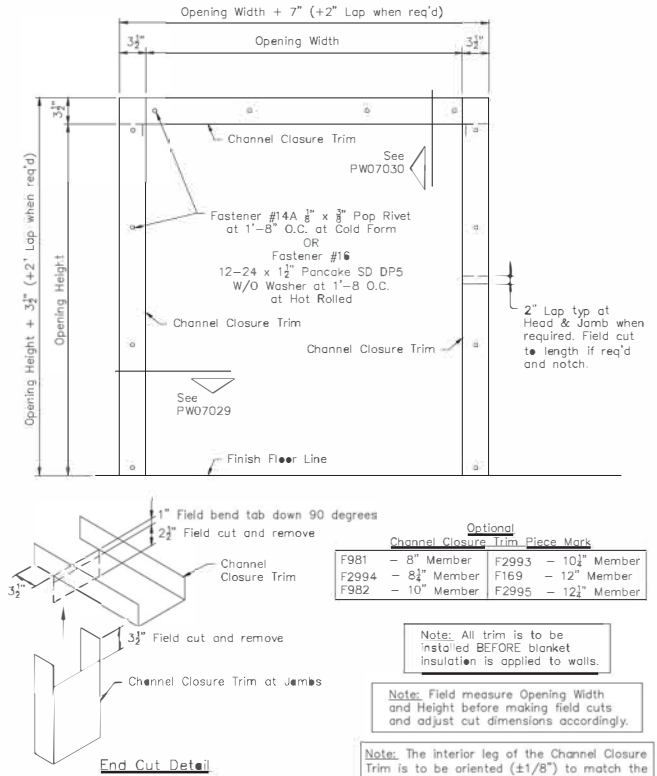 Opening Width + 7" (+2" Lap when req'd)
3½"
Opening Width
3½"
3½"
Opening Height + 3½" (+2' Lap when req'd)
Opening Height
Channel Closure Trim
See
PW07030
Fastener #14A ⅛" x ⅜" Pop Rivet
at 1'-8" O.C. at Cold Form
OR
Fastener #16
12-24 x 1½" Pancake SD DP5
W/O Washer at 1'-8 O.C.
at Hot Rolled
Channel Closure Trim
Channel Closure Trim
2" Lap typ at
Head & Jamb when
required. Field cut
to length if req'd
and notch.
See
PW07029
Finish Floor Line
1" Field bend tab down 90 degrees
2½" Field cut and remove
Channel
Closure Trim
3½"
3½" Field cut and remove
Channel Closure Trim at Jambs
End Cut Detail
Optional
Channel Closure Trim Piece Mark
F981 - 8" Member F2993 - 10¼" Member
F2994 - 8¼" Member F169 - 12" Member
F982 - 10" Member F2995 - 12¼" Member
Note: All trim is to be
installed BEFORE blanket
insulation is applied to walls.
Note: Field measure Opening Width
and Height before making field cuts
and adjust cut dimensions accordingly.
Note: The interior leg of the Channel Closure
Trim is to be oriented (±1/8") to match the